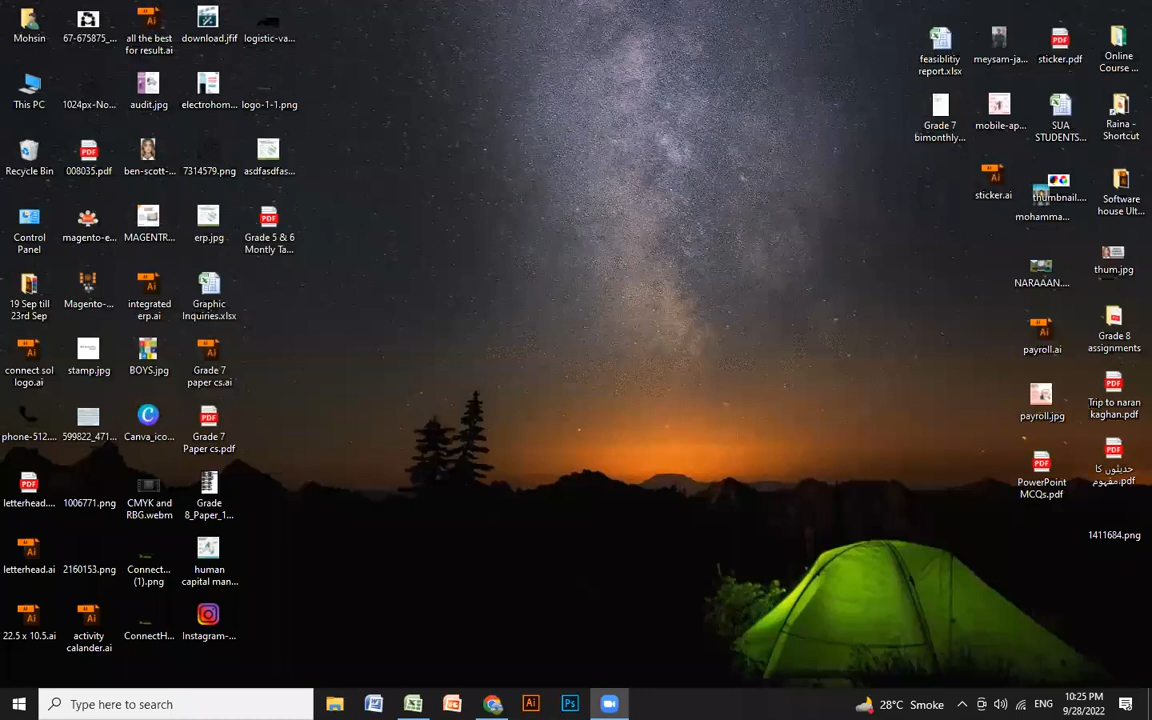 Mohsin
67-675875_...
all the best
for result.ai
download.jfif
logistic-va...
This PC
1024px-No...
audit.jpg
electrohom...
logo-1-1.png
Recycle Bin
008035.pdf
ben-scott-...
7314579.png
asdfasdfas...
Control
Panel
magento-e...
MAGENTR...
erp.jpg
Grade 5 & 6
Montly Ta...
19 Sep till
23rd Sep
Magento-...
integrated
erp.ai
Graphic
Inquiries.xlsx
connect sol
logo.ai
stamp.jpg
BOYS.jpg
Grade 7
paper cs.ai
phone-512....
599822_471...
Canva_ico...
Grade 7
Paper cs.pdf
letterhead....
1006771.png
CMYK and
RBG.webm
Grade
8_Paper_1...
letterhead.ai
2160153.png
Connect...
(1).png
human
capital man...
22.5 x 10.5.ai
activity
calander.ai
ConnectH...
Instagram-...
feasiblitiy
report.xlsx
meysam-ja...
sticker.pdf
Online
Course ...
Grade 7
bimonthly...
mobile-ap...
SUA
STUDENTS...
Raina -
Shortcut
sticker.ai
thumbnail....
mohamma...
Software
house Ult...
NARAAAN....
thum.jpg
payroll.ai
Grade 8
assignments
payroll.jpg
Trip to naran
kaghan.pdf
PowerPoint
MCQs.pdf
حدیثوں کا
مفہوم.pdf
1411684.png
Type here to search
28°C Smoke
ENG
10:25 PM
9/28/2022